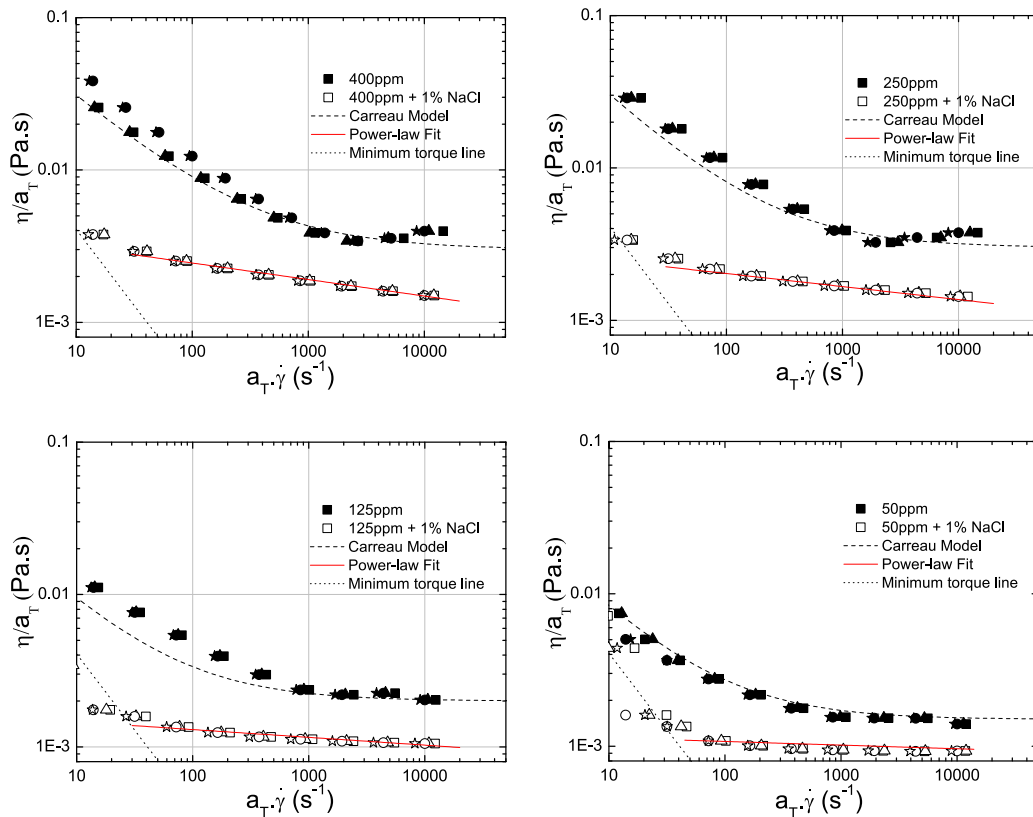 0.1
0.01
1E-3
10 100 1000 10000
η/a_T (Pa.s)
a_T.γ̇ (s⁻¹)
400ppm
400ppm + 1% NaCl
Carreau Model
Power-law Fit
Minimum torque line
0.1
0.01
1E-3
10 100 1000 10000
η/a_T (Pa.s)
a_T.γ̇ (s⁻¹)
250ppm
250ppm + 1% NaCl
Carreau Model
Power-law Fit
Minimum torque line
0.1
0.01
1E-3
10 100 1000 10000
η/a_T (Pa.s)
a_T.γ̇ (s⁻¹)
125ppm
125ppm + 1% NaCl
Carreau Model
Power-law Fit
Minimum torque line
0.1
0.01
1E-3
10 100 1000 10000
η/a_T (Pa.s)
a_T.γ̇ (s⁻¹)
50ppm
50ppm + 1% NaCl
Carreau Model
Power-law Fit
Minimum torque line